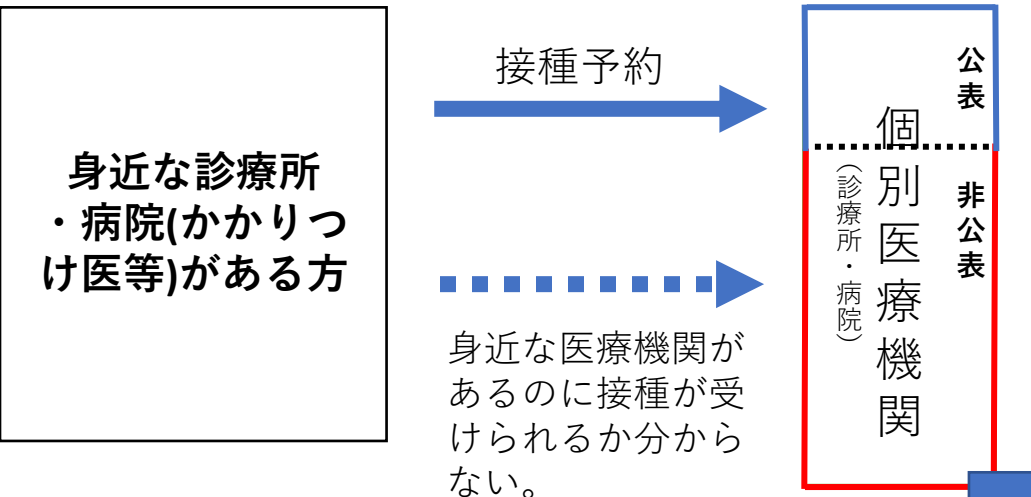 身近な診療所
・病院(かかりつ
け医等)がある方
接種予約
身近な医療機関が
あるのに接種が受
けられるか分から
ない。
公表
非公表
個別医療機関
(診療所・病院)